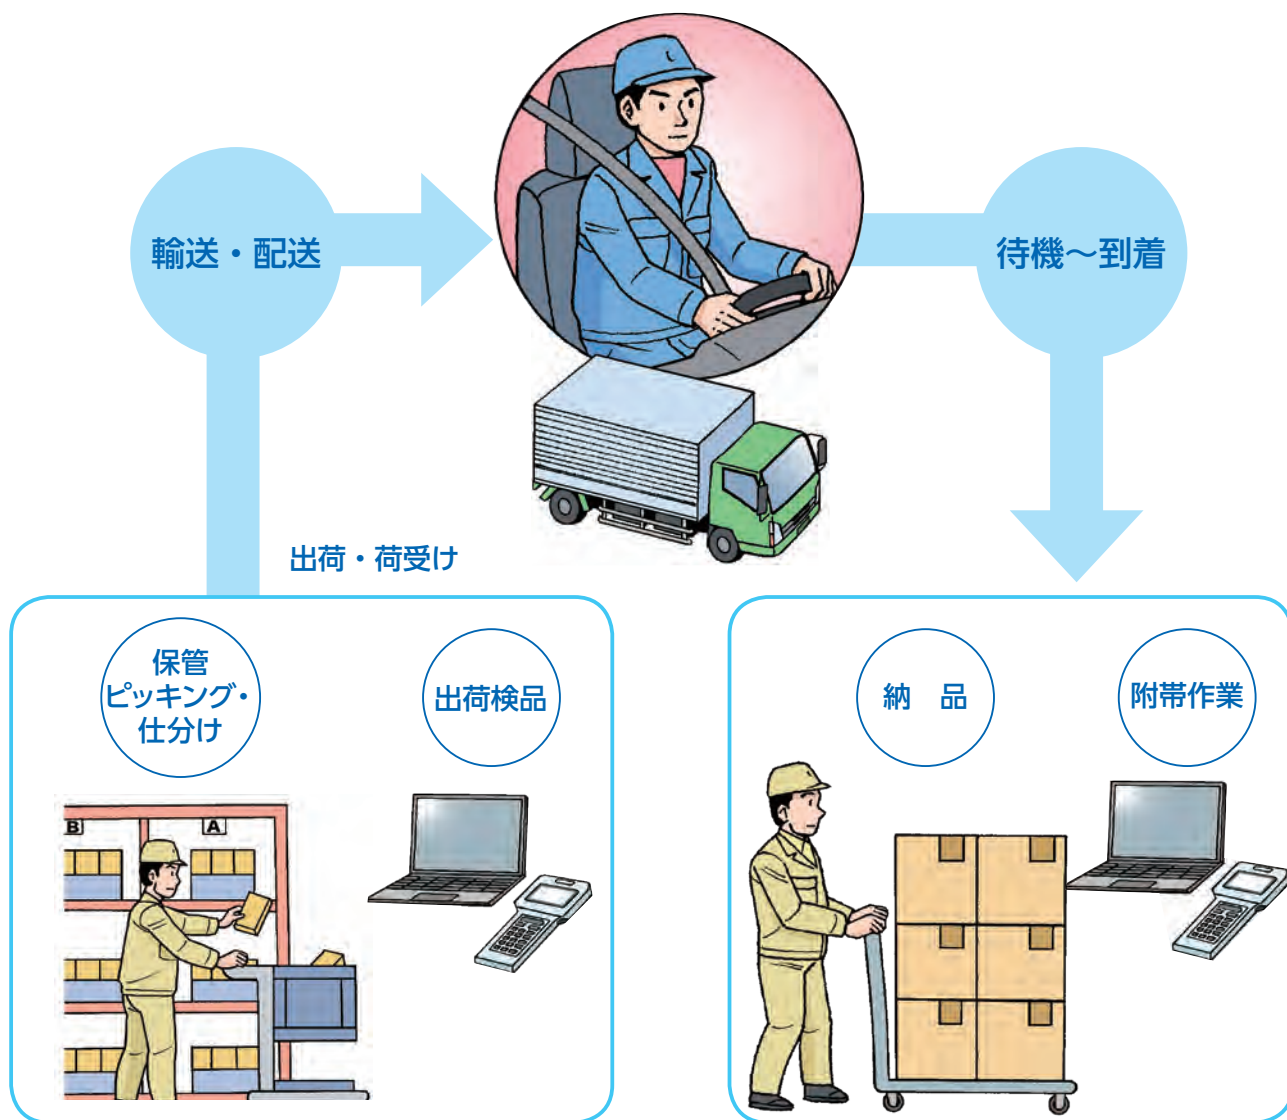 輸送・配送
待機～到着
出荷・荷受け
保管
ピッキング・
仕分け
出荷検品
納　品
附帯作業
B
A